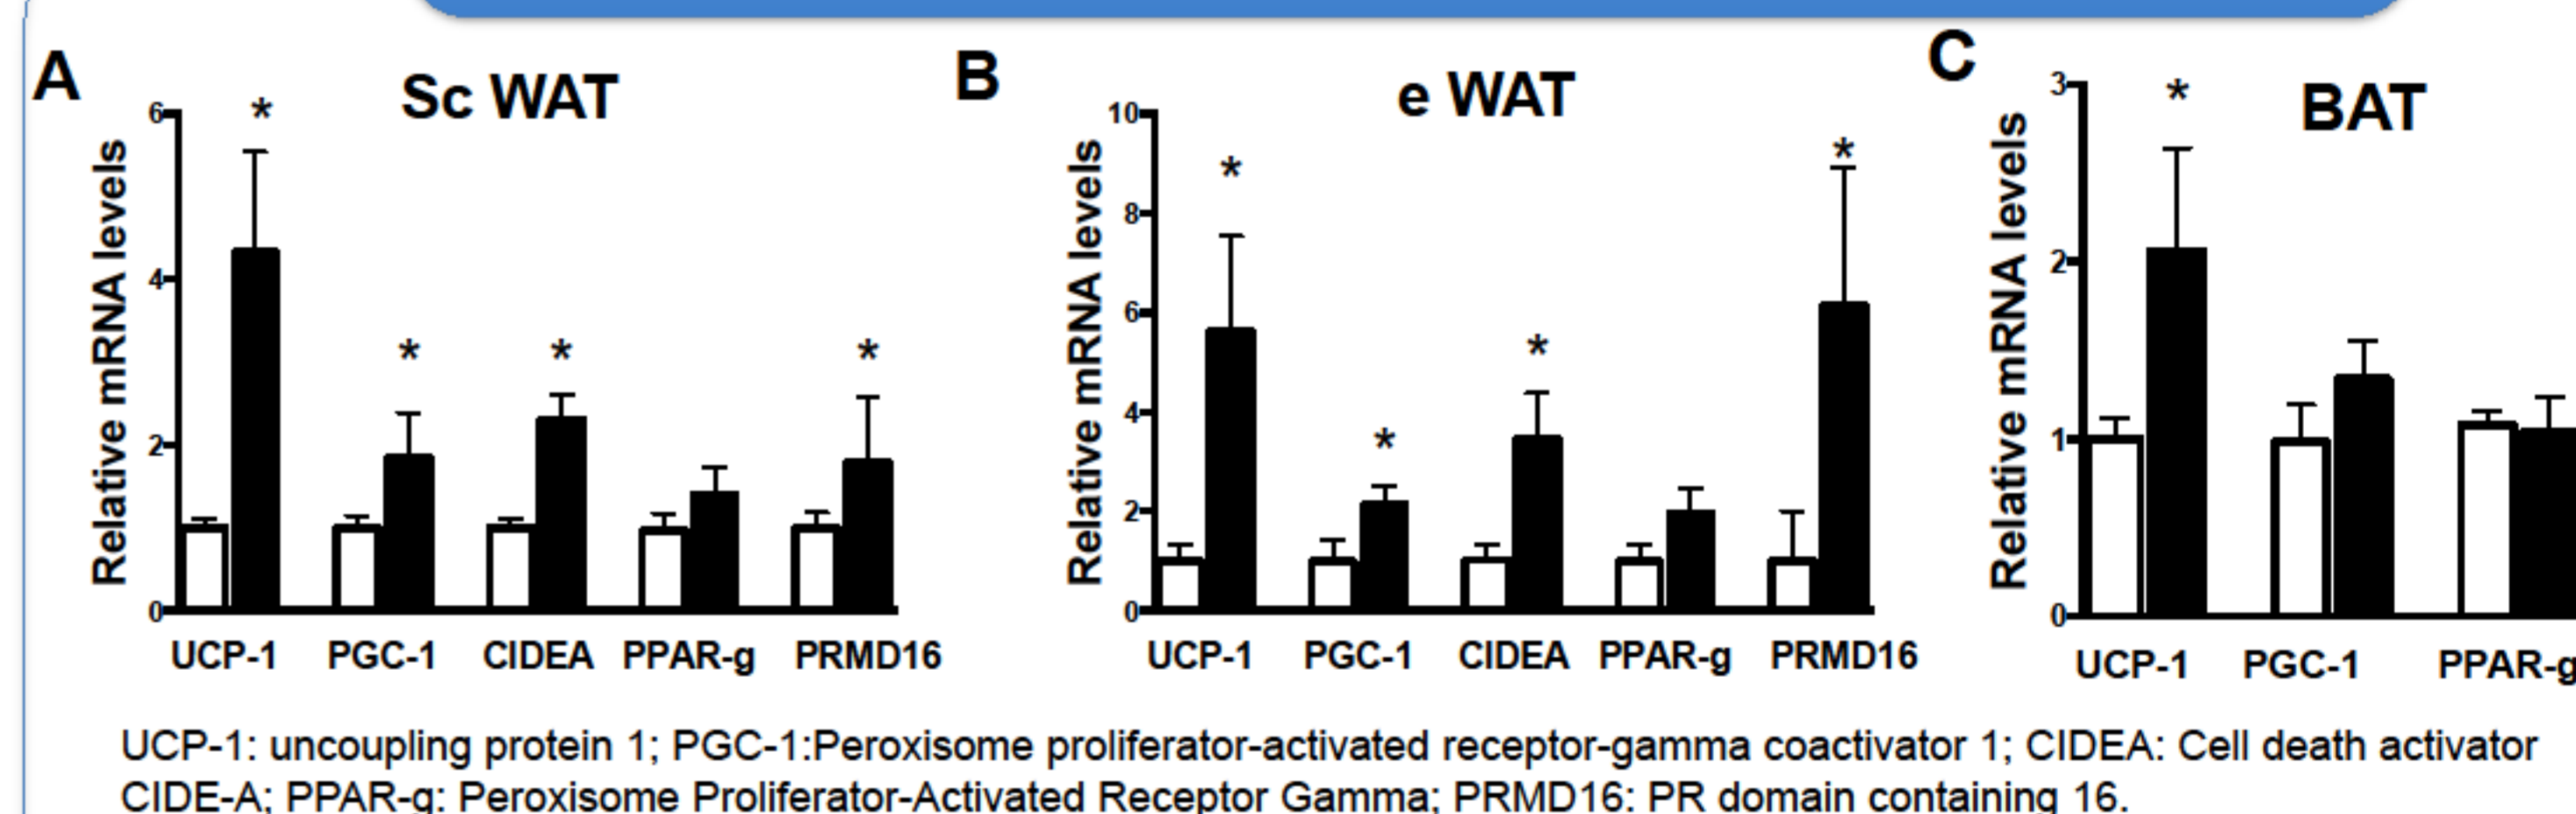 A
Sc WAT
*
6
4
2
0
Relative mRNA levels
*
*
*
UCP-1 PGC-1 CIDEA PPAR-g PRMD16
B
e WAT
*
*
10
8
6
4
2
0
Relative mRNA levels
*
*
UCP-1 PGC-1 CIDEA PPAR-g PRMD16
C
BAT
*
3
2
1
0
Relative mRNA levels
UCP-1 PGC-1 PPAR-g
UCP-1: uncoupling protein 1; PGC-1:Peroxisome proliferator-activated receptor-gamma coactivator 1; CIDEA: Cell death activator
CIDE-A; PPAR-g: Peroxisome Proliferator-Activated Receptor Gamma; PRMD16: PR domain containing 16.